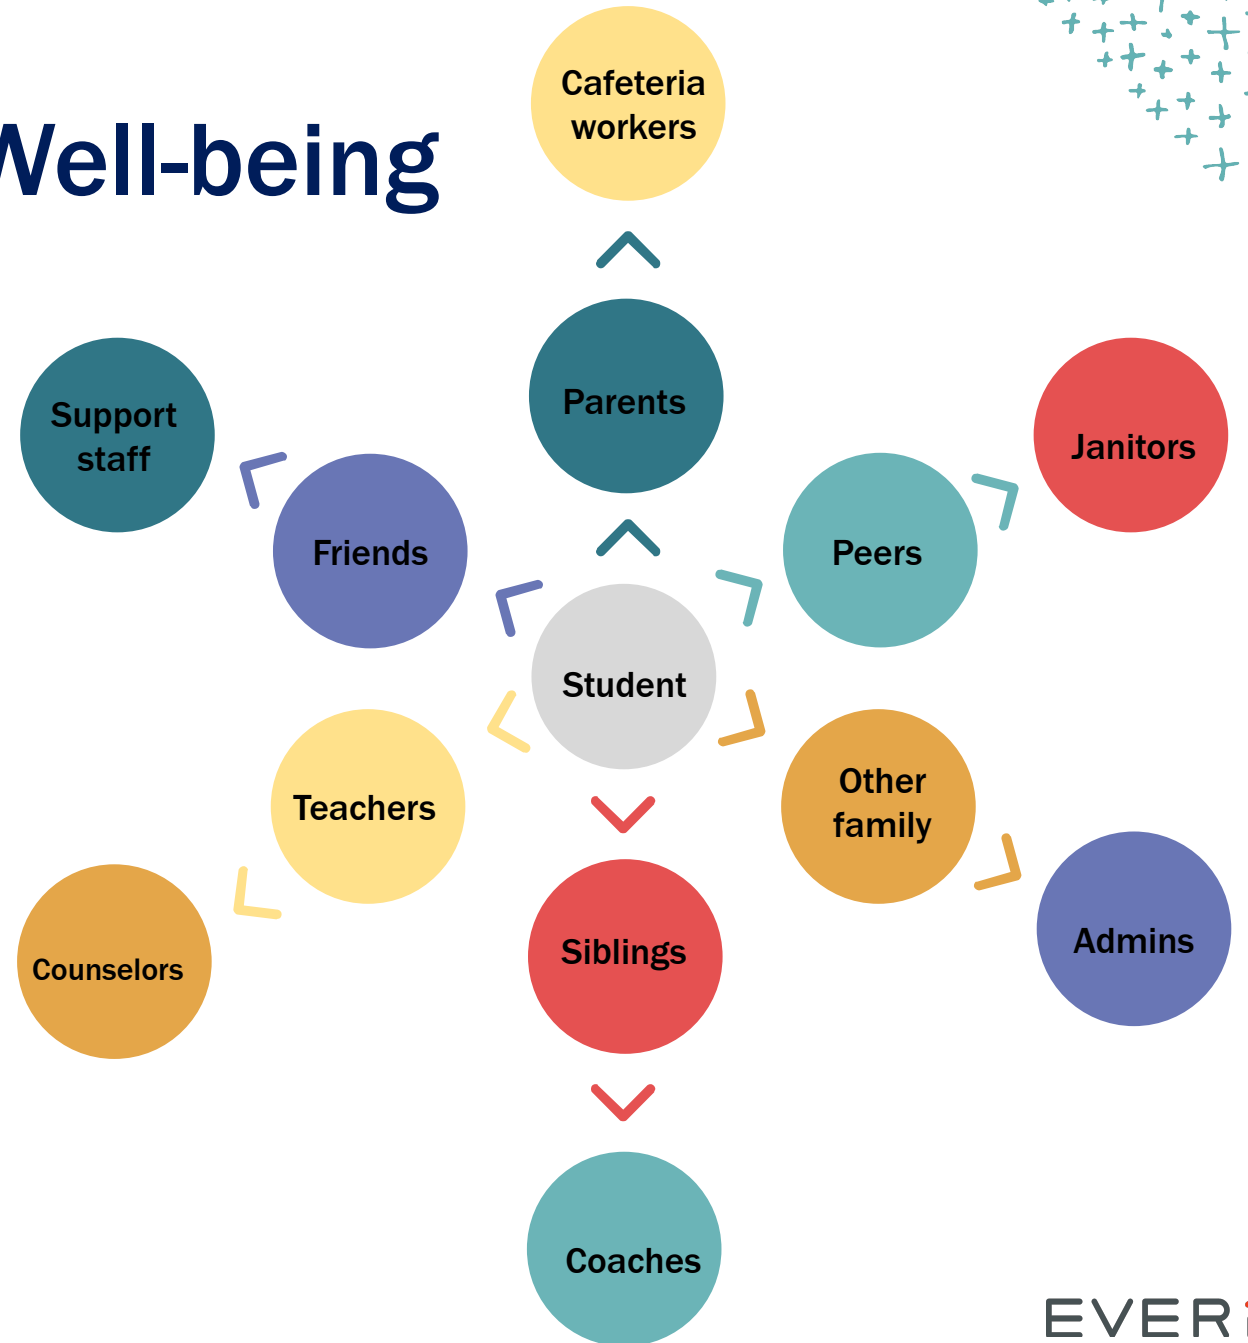 Cafeteria
workers
Well-being
Support
staff
Parents
Janitors
Friends
Peers
Student
Teachers
Other
family
Counselors
Siblings
Admins
Coaches
EVER